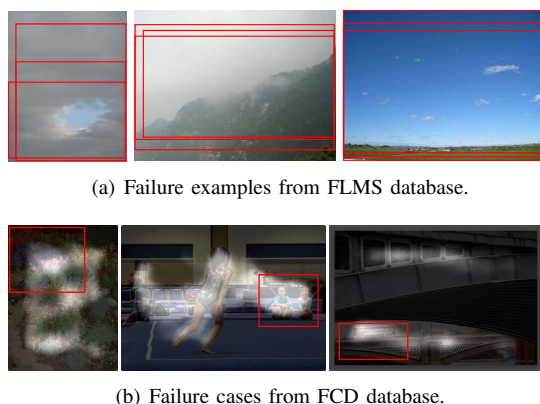 (a) Failure examples from FLMS database.
(b) Failure cases from FCD database.